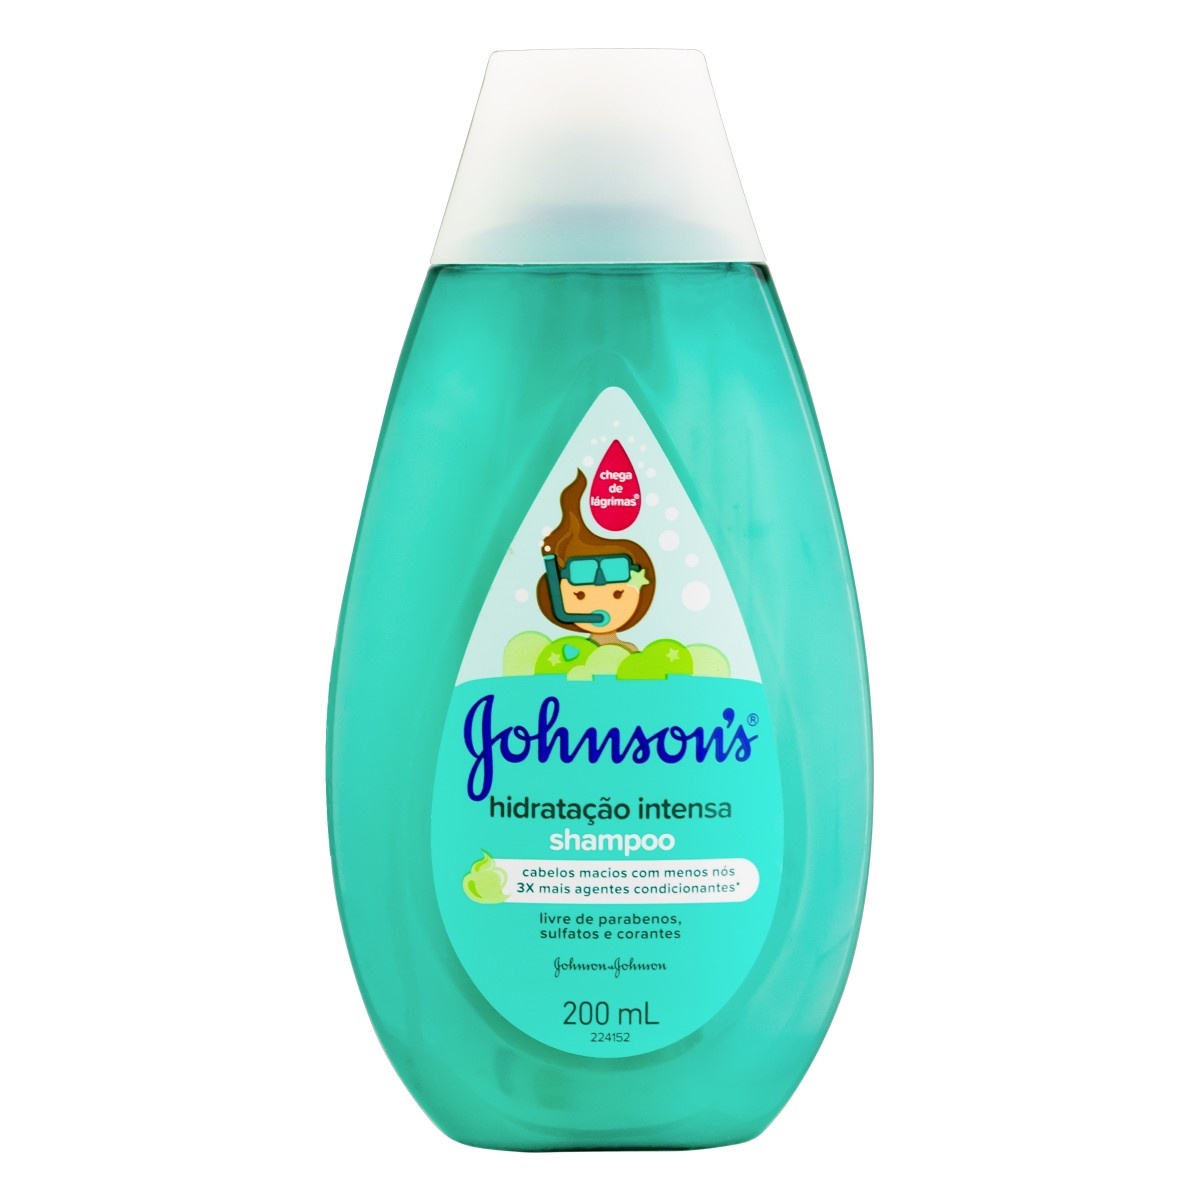 chega
de
lágrimas®
Johnson's®
hidratação intensa
shampoo
cabelos macios com menos nós
3X mais agentes condicionantes*
livre de parabenos,
sulfatos e corantes
Johnson&Johnson
200 mL
224152